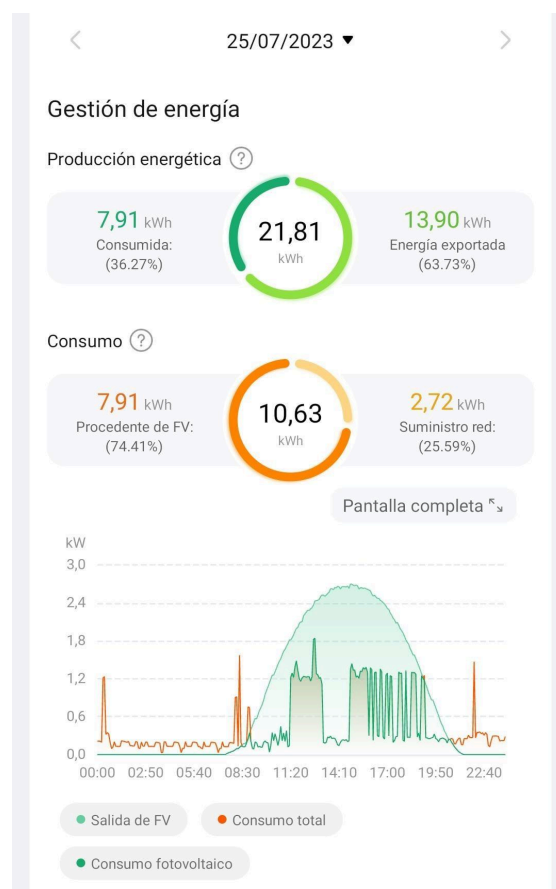 25/07/2023
Gestión de energía
Producción energética ?
7,91 kWh
Consumida:
(36.27%)
21,81
kWh
13,90 kWh
Energía exportada
(63.73%)
Consumo ?
7,91 kWh
Procedente de FV:
(74.41%)
10,63
kWh
2,72 kWh
Suministro red:
(25.59%)
Pantalla completa
kW
3,0
2,4
1,8
1,2
0,6
0,0
00:00 02:50 05:40 08:30 11:20 14:10 17:00 19:50 22:40
Salida de FV
Consumo total
Consumo fotovoltaico